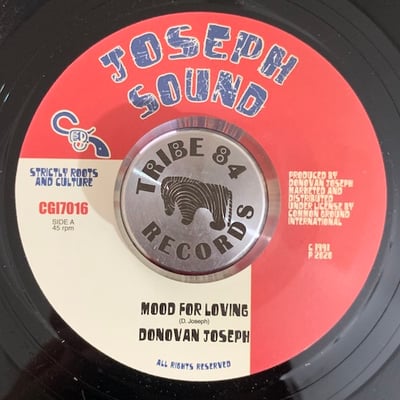 JOSEPH
SOUND
STRICTLY ROOTS
AND CULTURE
CGI7016
SIDE A
45 rpm
TRIBE 84
RECORDS
PRODUCED BY
DONOVAN JOSEPH
MARKETED AND
DISTRIBUTED
UNDER LICENSE BY
COMMON GROUND
INTERNATIONAL
C 1991
P 2020
MOOD FOR LOVING
(D. Joseph)
DONOVAN JOSEPH
ALL RIGHTS RESERVED